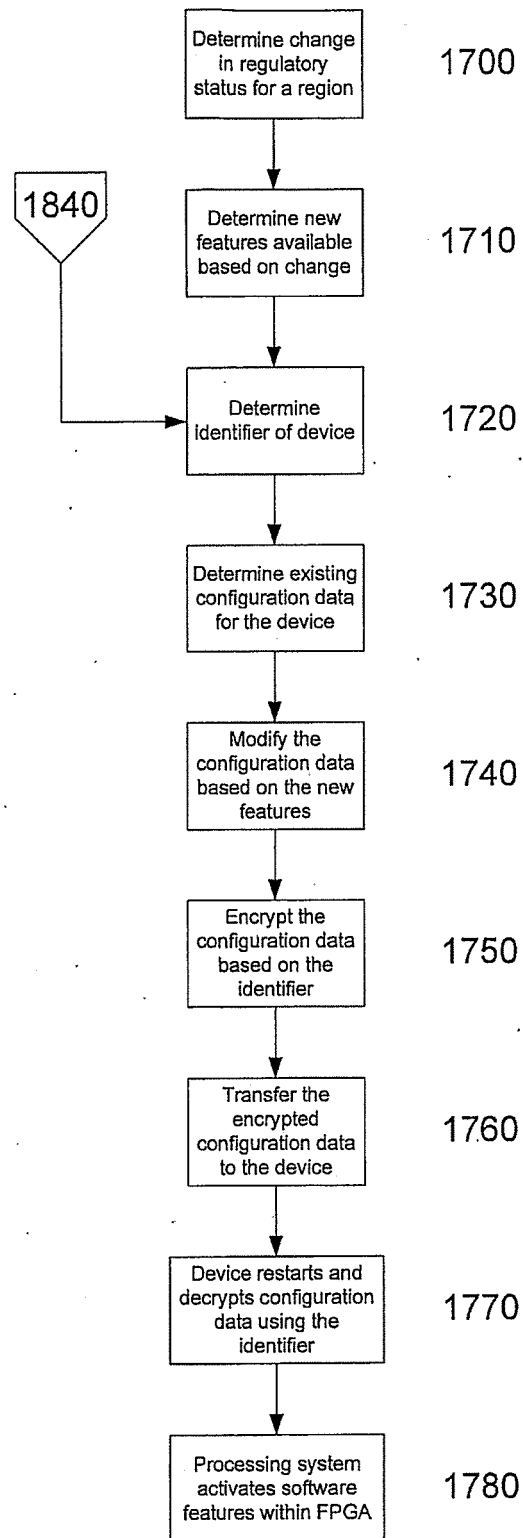 Determine change
in regulatory
status for a region
1700
1840
Determine new
features available
based on change
1710
Determine
identifier of device
1720
Determine existing
configuration data
for the device
1730
Modify the
configuration data
based on the new
features
1740
Encrypt the
configuration data
based on the
identifier
1750
Transfer the
encrypted
configuration data
to the device
1760
Device restarts and
decrypts configuration
data using the
identifier
1770
Processing system
activates software
features within FPGA
1780